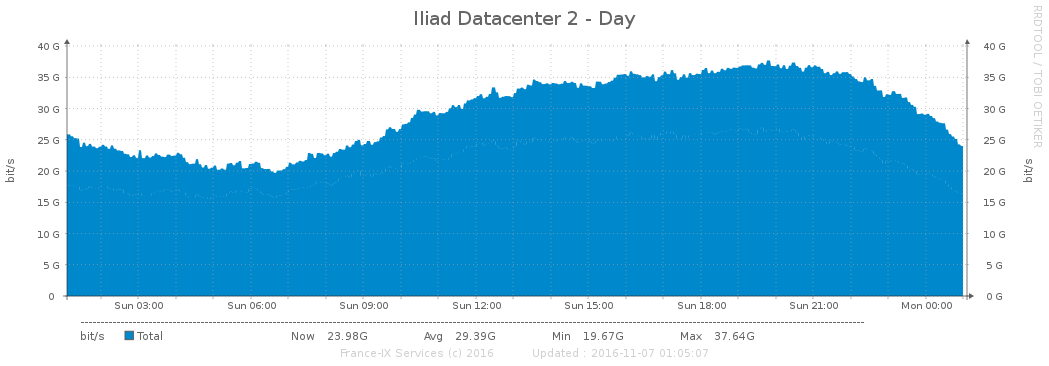 Iliad Datacenter 2 - Day
RRDTOOL / TOBI OETIKER
40 G 40 G
35 G 35 G
30 G 30 G
25 G 25 G
20 G 20 G
15 G 15 G
10 G 10 G
5 G 5 G
0 0 G
bit/s
bit/s
Sun 03:00 Sun 06:00 Sun 09:00 Sun 12:00 Sun 15:00 Sun 18:00 Sun 21:00 Mon 00:00
bit/s Total Now 23.98G Avg 29.39G Min 19.67G Max 37.64G
France-IX Services (c) 2016 Updated : 2016-11-07 01:05:07